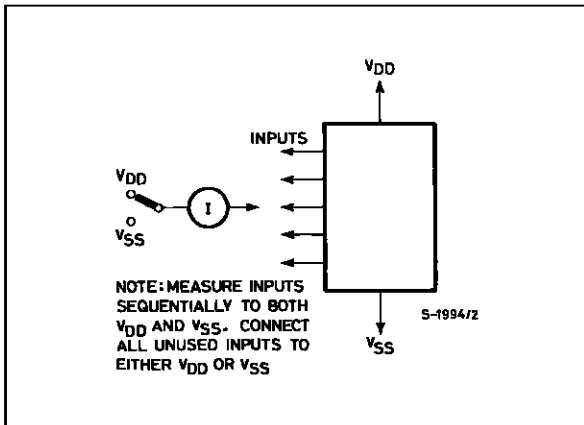 VDD
INPUTS
VDD
I
VSS
NOTE: MEASURE INPUTS
SEQUENTIALLY TO BOTH
VDD AND VSS. CONNECT
ALL UNUSED INPUTS TO
EITHER VDD OR VSS
S-1994/2
VSS